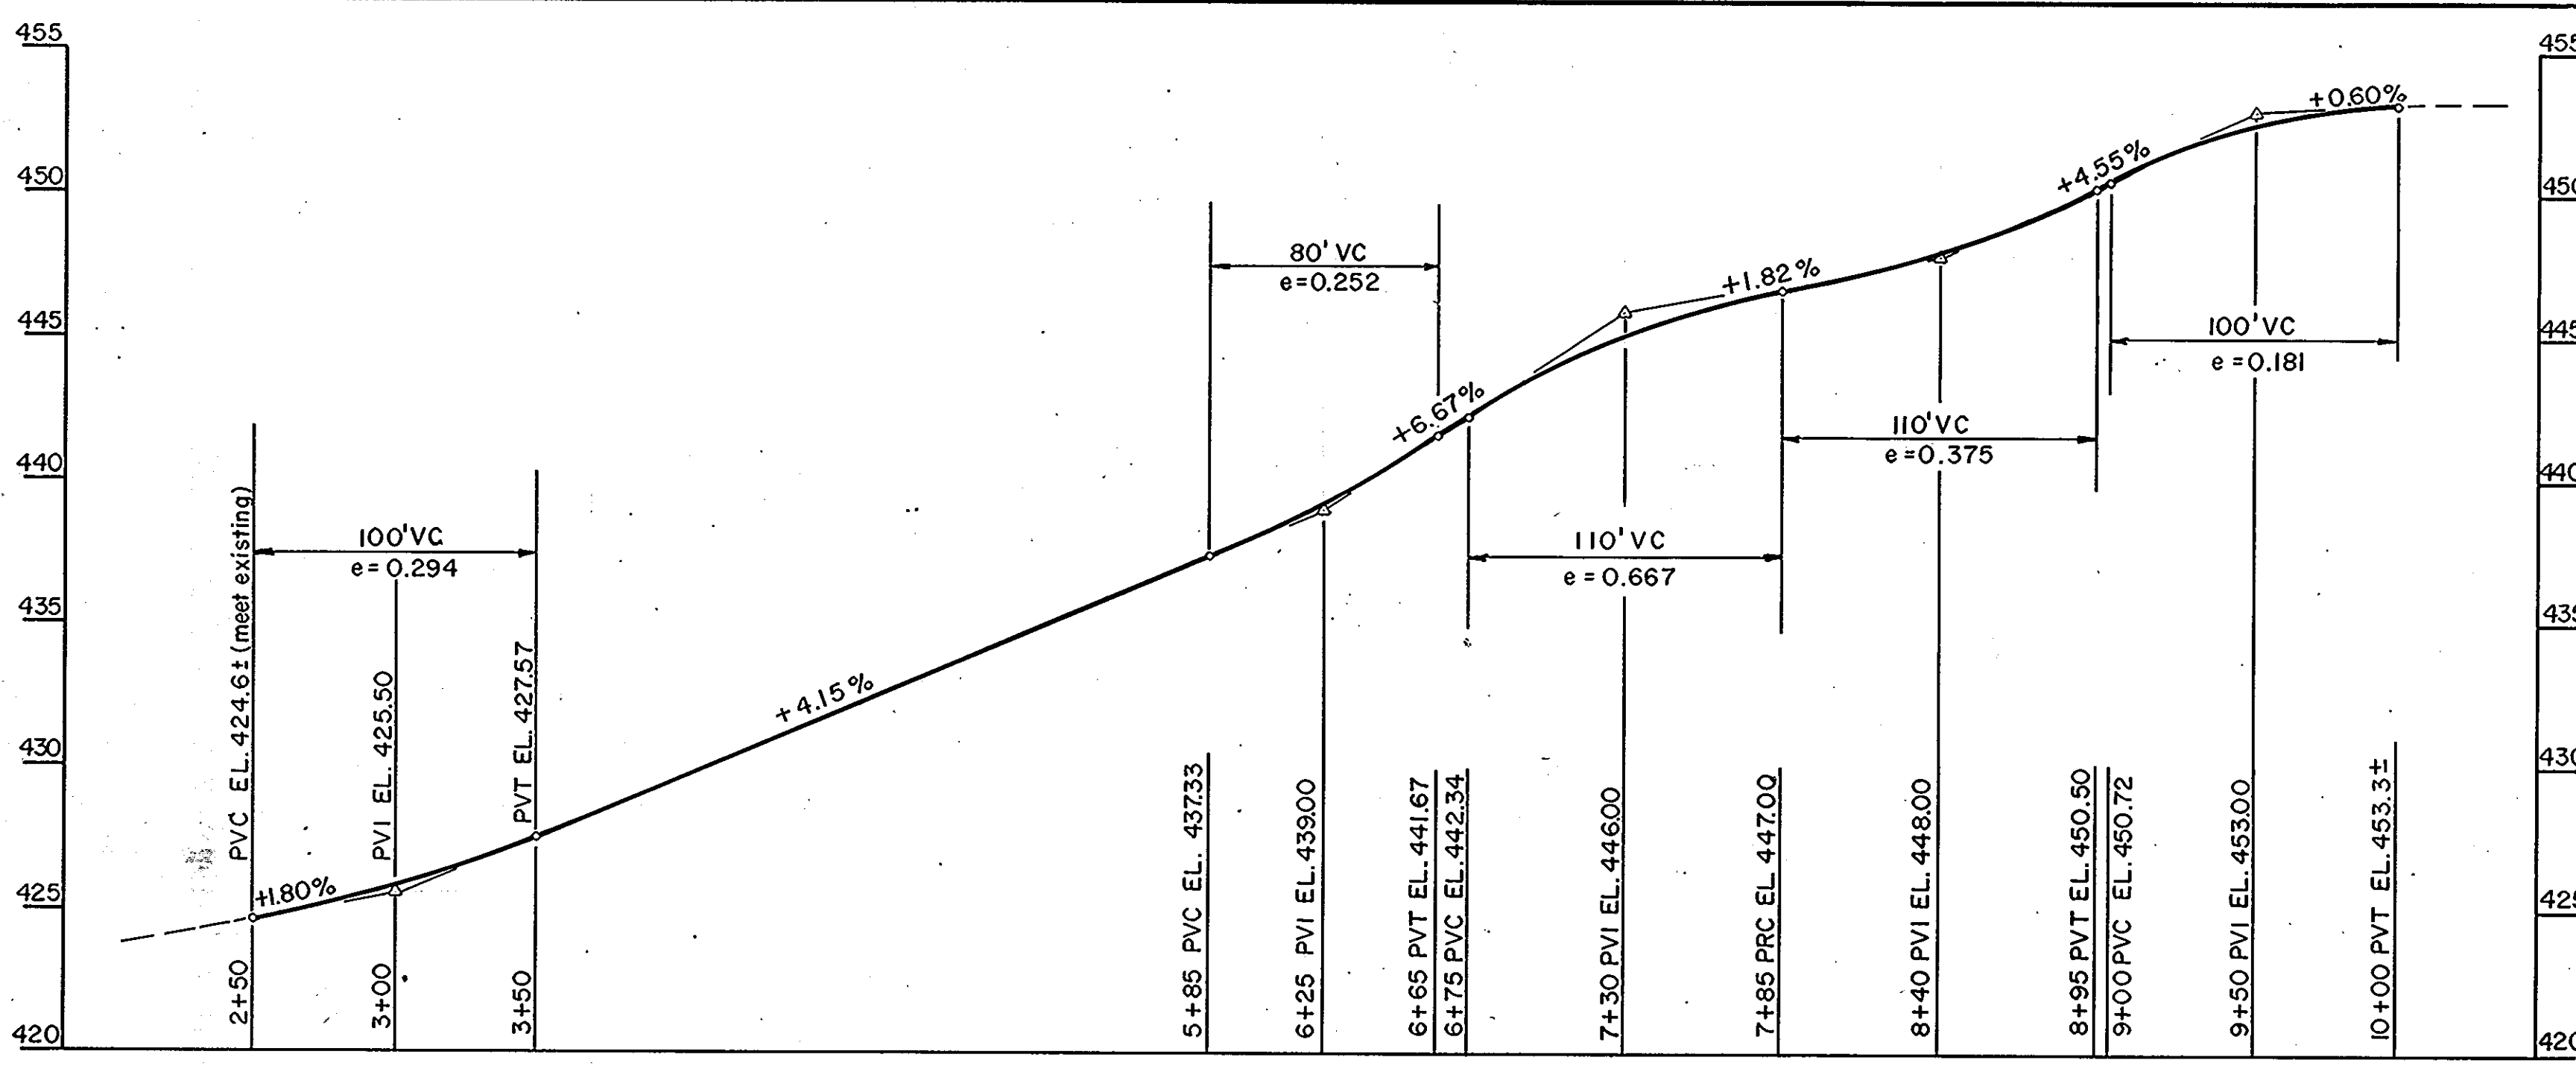 455
450
445
440
435
430
425
420
455
450
445
440
435
430
425
420
+1.80%
100' VC
e=0.294
+4.15%
80' VC
e=0.252
+6.67%
110' VC
e=0.667
+1.82%
110' VC
e=0.375
+4.55%
100' VC
e=0.181
+0.60%
2+50 PVC EL. 424.6± (meet existing)
3+00 PVI EL. 425.50
3+50 PVT EL. 427.57
5+85 PVC EL. 437.33
6+25 PVI EL. 439.00
6+65 PVT EL. 441.67
6+75 PVC EL. 442.34
7+30 PVI EL. 446.00
7+85 PRC EL 447.00
8+40 PVI EL. 448.00
8+95 PVT EL. 450.50
9+00 PVC EL. 450.72
9+50 PVI EL. 453.00
10+00 PVT EL. 453.3±